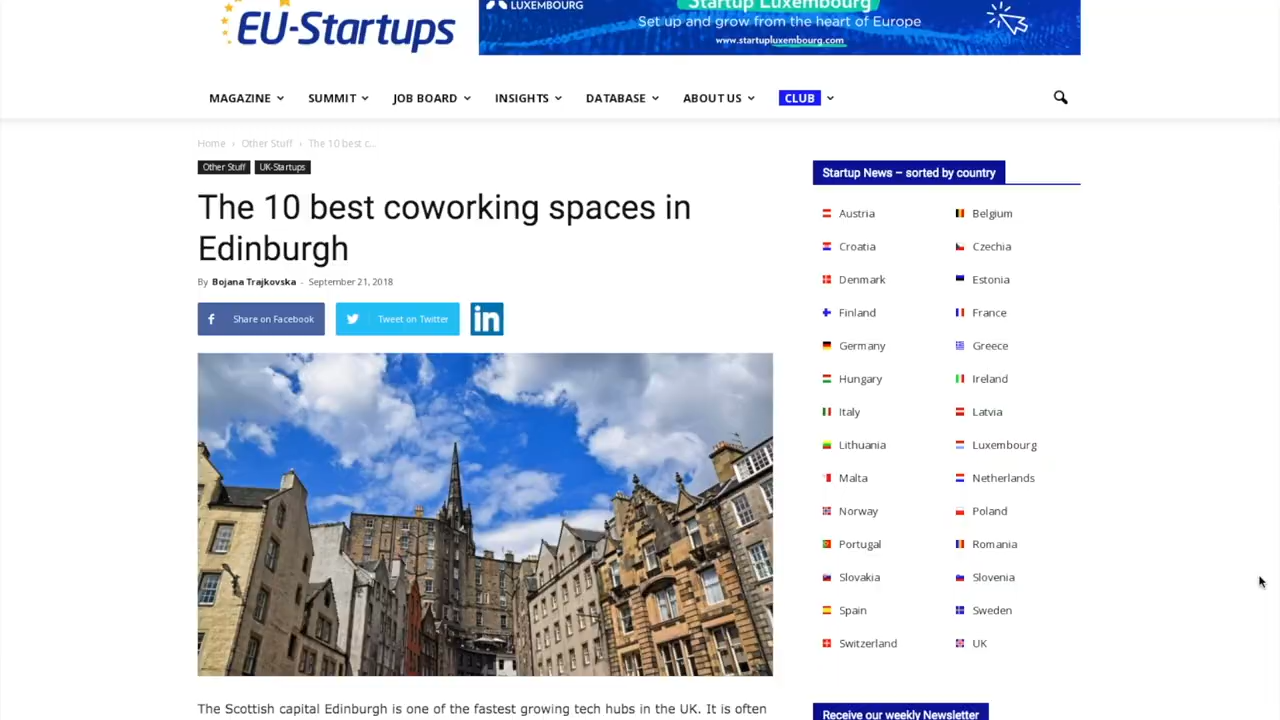 EU-Startups
LUXEMBOURG
Startup Luxembourg
Set up and grow from the heart of Europe
www.startupluxembourg.com
MAGAZINE
SUMMIT
JOB BOARD
INSIGHTS
DATABASE
ABOUT US
CLUB
Home › Other Stuff › The 10 best c...
Other Stuff
UK-Startups
The 10 best coworking spaces in
Edinburgh
By Bojana Trajkovska - September 21, 2018
Share on Facebook
Tweet on Twitter
in
The Scottish capital Edinburgh is one of the fastest growing tech hubs in the UK. It is often
Startup News – sorted by country
Austria
Belgium
Croatia
Czechia
Denmark
Estonia
Finland
France
Germany
Greece
Hungary
Ireland
Italy
Latvia
Lithuania
Luxembourg
Malta
Netherlands
Norway
Poland
Portugal
Romania
Slovakia
Slovenia
Spain
Sweden
Switzerland
UK
Receive our weekly Newsletter